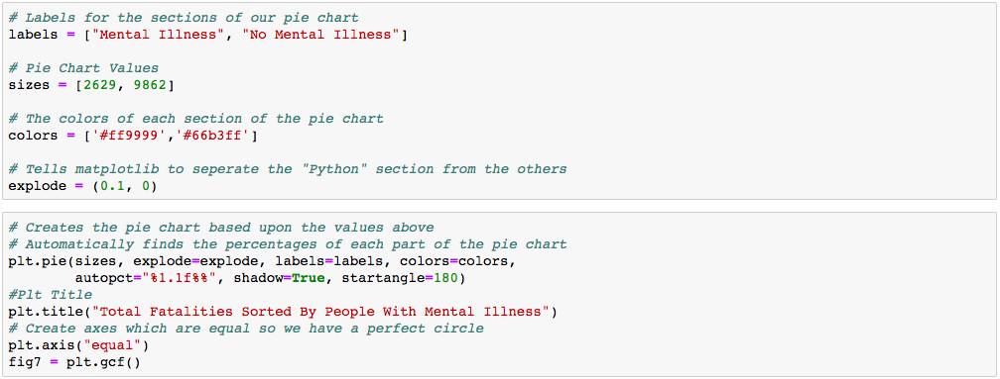 # Labels for the sections of our pie chart
labels = ["Mental Illness", "No Mental Illness"]
# Pie Chart Values
sizes = [2629, 9862]
# The colors of each section of the pie chart
colors = ['#ff9999','#66b3ff']
# Tells matplotlib to seperate the "Python" section from the others
explode = (0.1, 0)
# Creates the pie chart based upon the values above
# Automatically finds the percentages of each part of the pie chart
plt.pie(sizes, explode=explode, labels=labels, colors=colors,
        autopct="%1.1f%%", shadow=True, startangle=180)
#Plt Title
plt.title("Total Fatalities Sorted By People With Mental Illness")
# Create axes which are equal so we have a perfect circle
plt.axis("equal")
fig7 = plt.gcf()